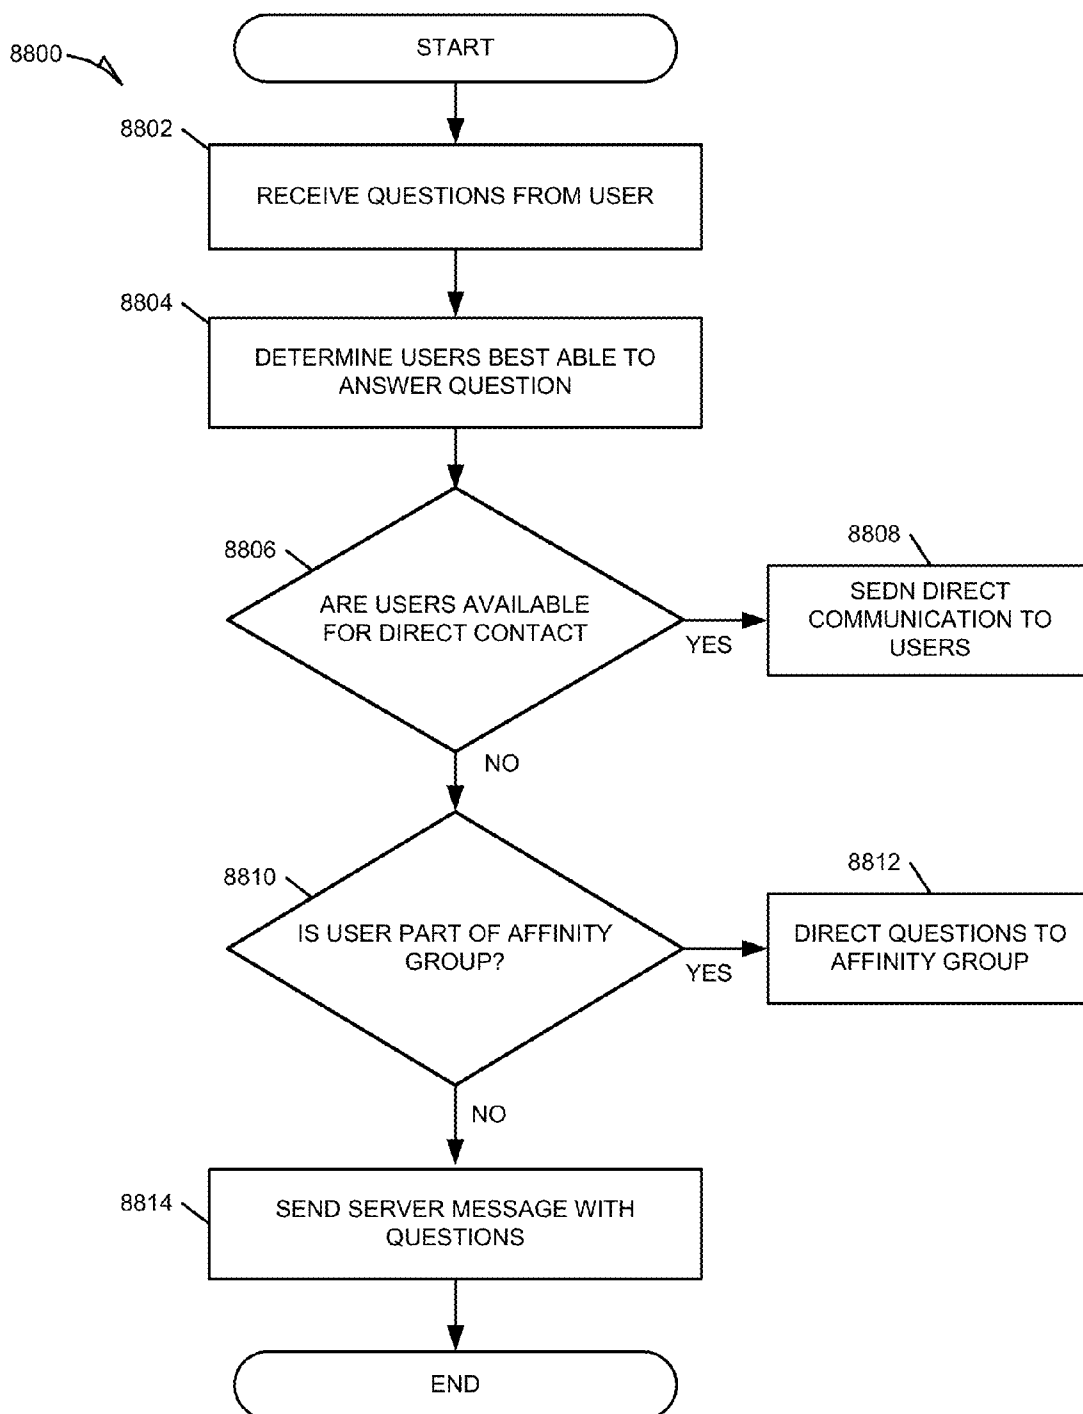 8800
START
8802
RECEIVE QUESTIONS FROM USER
8804
DETERMINE USERS BEST ABLE TO
ANSWER QUESTION
8806
ARE USERS AVAILABLE
FOR DIRECT CONTACT
YES
8808
SEDN DIRECT
COMMUNICATION TO
USERS
NO
8810
IS USER PART OF AFFINITY
GROUP?
YES
8812
DIRECT QUESTIONS TO
AFFINITY GROUP
NO
8814
SEND SERVER MESSAGE WITH
QUESTIONS
END